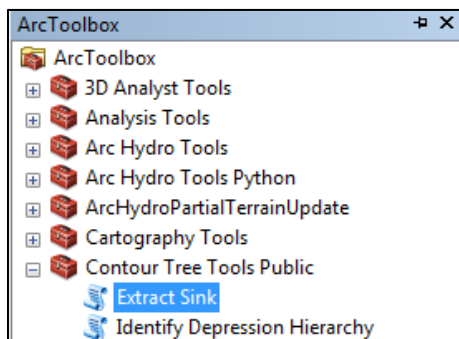 ArcToolbox
ArcToolbox
3D Analyst Tools
Analysis Tools
Arc Hydro Tools
Arc Hydro Tools Python
ArcHydroPartialTerrainUpdate
Cartography Tools
Contour Tree Tools Public
Extract Sink
Identify Depression Hierarchy